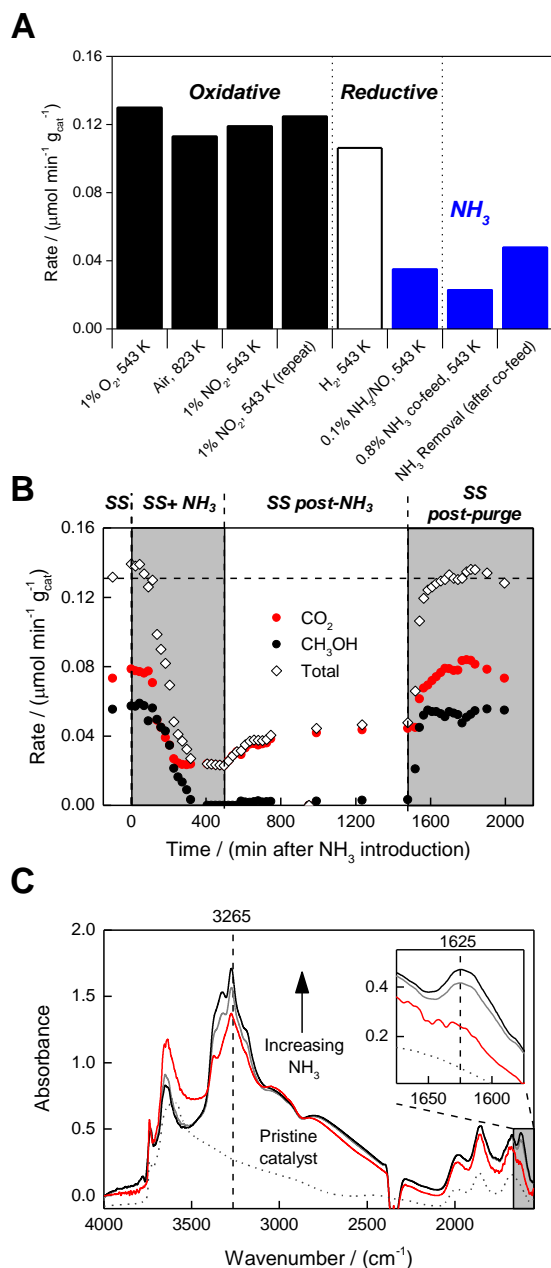 A
0.16
0.12
0.08
0.04
0.00
Rate / (μmol min⁻¹ g_cat⁻¹)
Oxidative
Reductive
NH₃
1% O₂, 543 K
Air, 823 K
1% NO₂, 543 K
1% NO₂, 543 K (repeat)
H₂, 543 K
0.1% NH₃/NO, 543 K
0.8% NH₃ co-feed, 543 K
NH₃ Removal (after co-feed)
B
SS
SS+ NH₃
SS post-NH₃
SS
post-purge
0.16
0.12
0.08
0.04
0.00
Rate / (μmol min⁻¹ g_cat⁻¹)
CO₂
CH₃OH
Total
0
400
800
1200
1600
2000
Time / (min after NH₃ introduction)
C
3265
1625
2.0
1.5
1.0
0.5
0.0
Absorbance
Increasing
NH₃
Pristine
catalyst
0.4
0.2
1650
1600
4000
3500
3000
2500
2000
Wavenumber / (cm⁻¹)